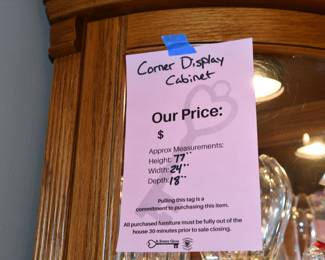 Corner Display
Cabinet
Our Price:
$
Approx Measurements:
Height: 77"
Width: 24"
Depth: 18"
Pulling this tag is a
commitment to purchasing this item.
All purchased furniture must be fully out of the
house 30 minutes prior to sale closing.